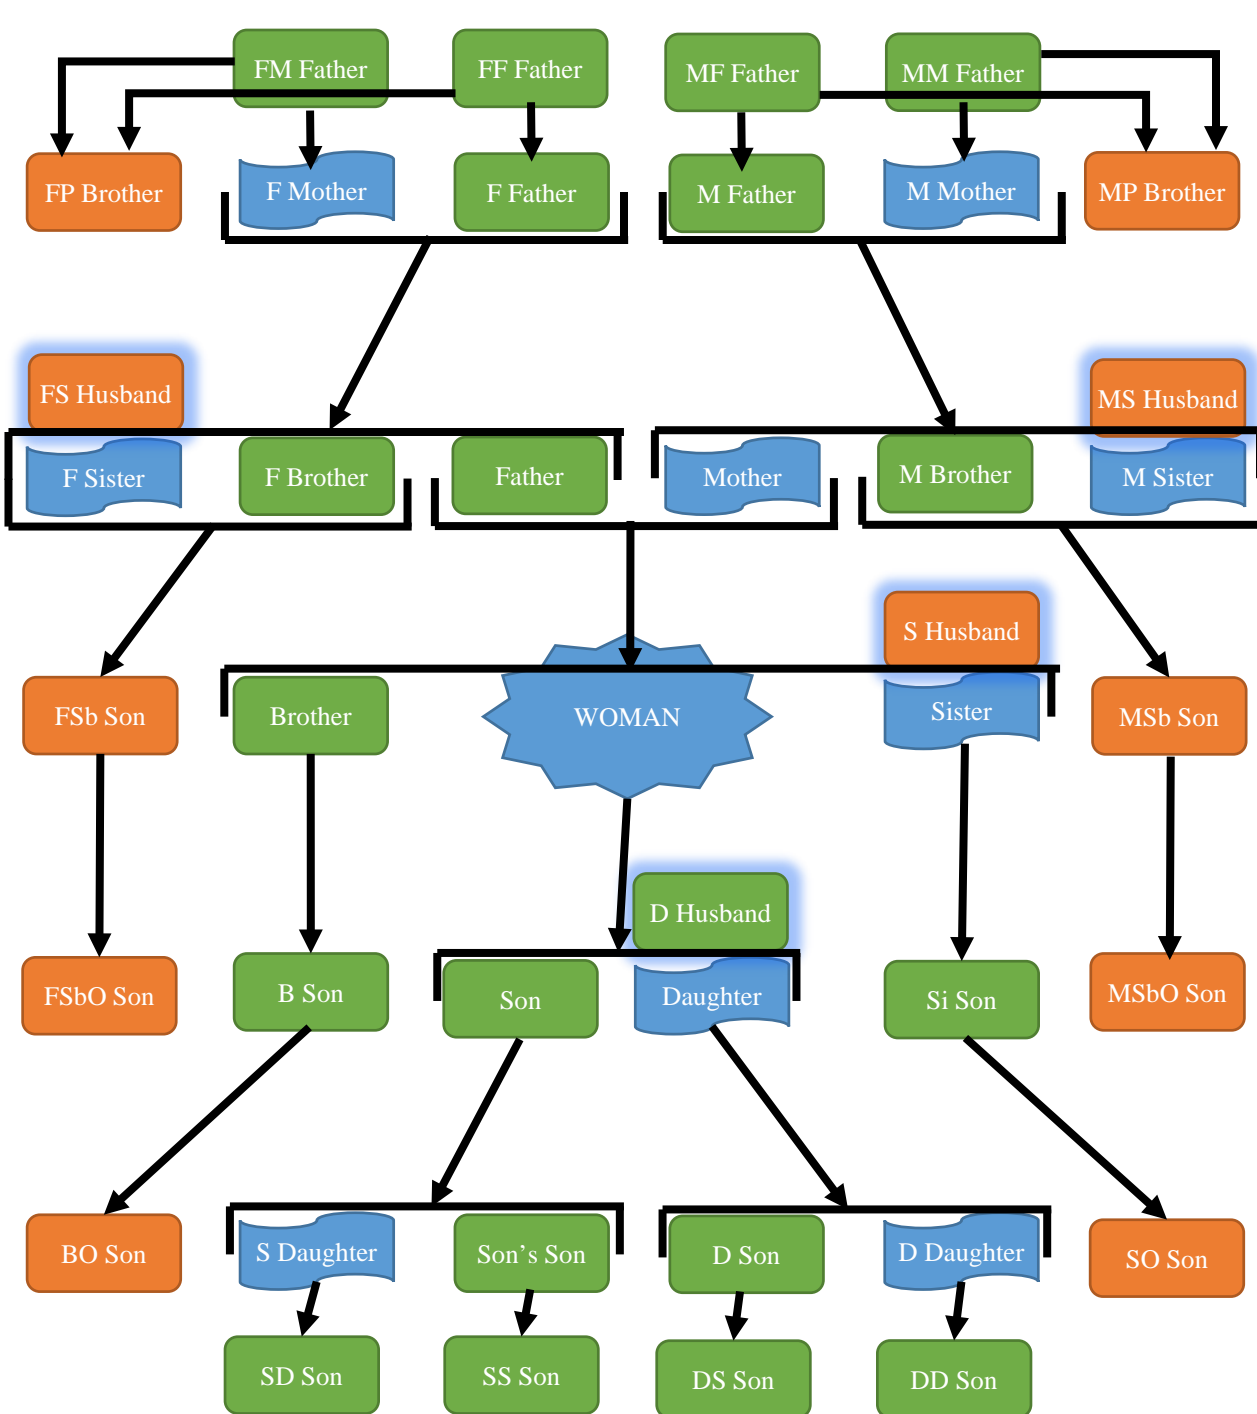 FM Father
FF Father
MF Father
MM Father
FP Brother
F Mother
F Father
M Father
M Mother
MP Brother
FS Husband
MS Husband
F Sister
F Brother
Father
Mother
M Brother
M Sister
S Husband
FSb Son
Brother
WOMAN
Sister
MSb Son
D Husband
FSbO Son
B Son
Son
Daughter
Si Son
MSbO Son
BO Son
S Daughter
Son’s Son
D Son
D Daughter
SO Son
SD Son
SS Son
DS Son
DD Son